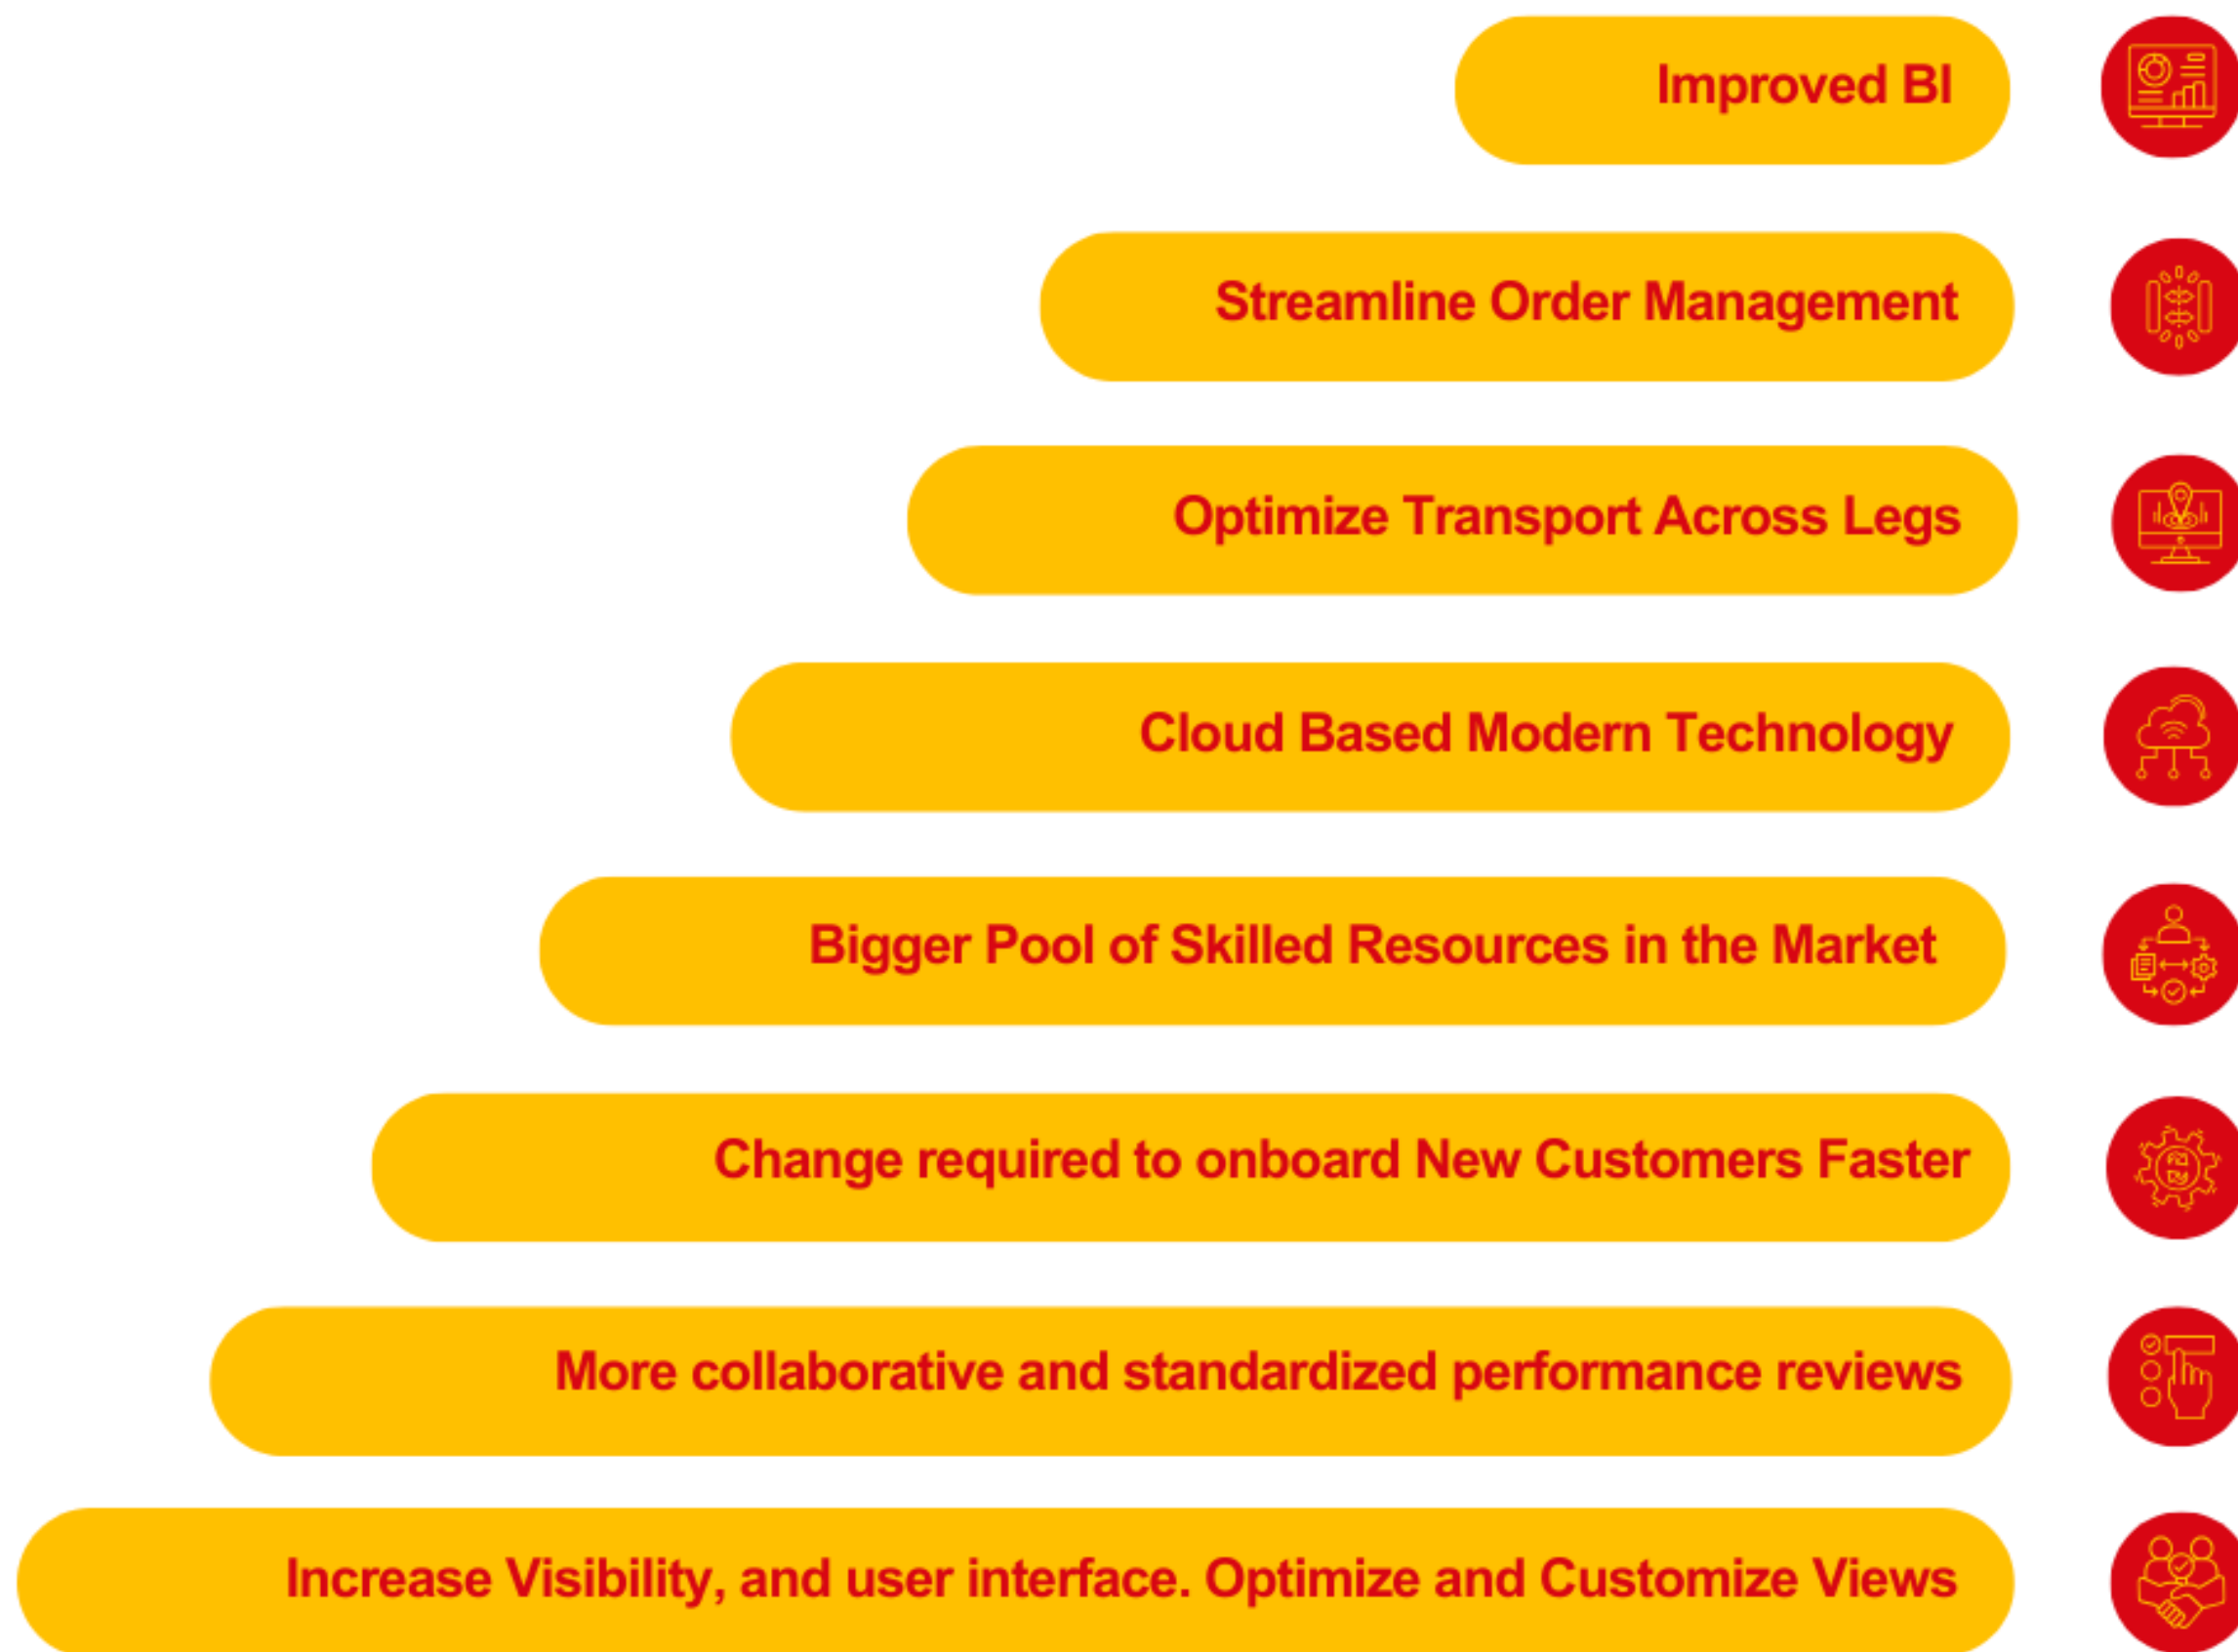 Improved BI
Streamline Order Management
Optimize Transport Across Legs
Cloud Based Modern Technology
Bigger Pool of Skilled Resources in the Market
Change required to onboard New Customers Faster
More collaborative and standardized performance reviews
Increase Visibility, and user interface. Optimize and Customize Views